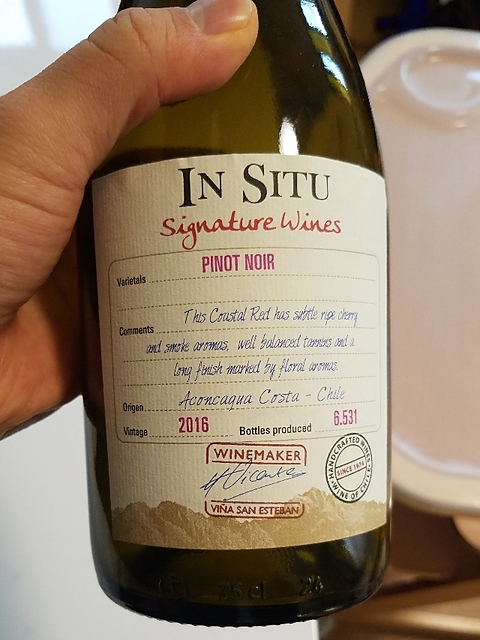 IN SITU
Signature Wines
Varietals PINOT NOIR
Comments This Coastal Red has subtle ripe cherry
and smoke aromas, well balanced tannins and a
long finish marked by floral aromas.
Origen Aconcagua Costa - Chile
Vintage 2016 Bottles produced 6.531
WINEMAKER
VIÑA SAN ESTEBAN
HANDCRAFTED WINES
SINCE 1974
WINE OF CHILE
75cl